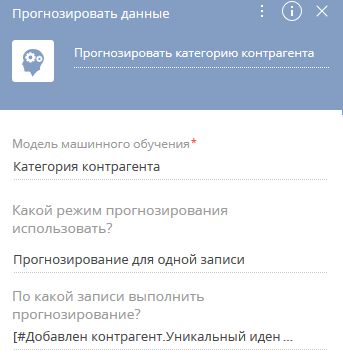 Прогнозировать данные
Прогнозировать категорию контрагента
Модель машинного обучения*
Категория контрагента
Какой режим прогнозирования
использовать?
Прогнозирование для одной записи
По какой записи выполнить
прогнозирование?
[#Добавлен контрагент.Уникальный иден ...